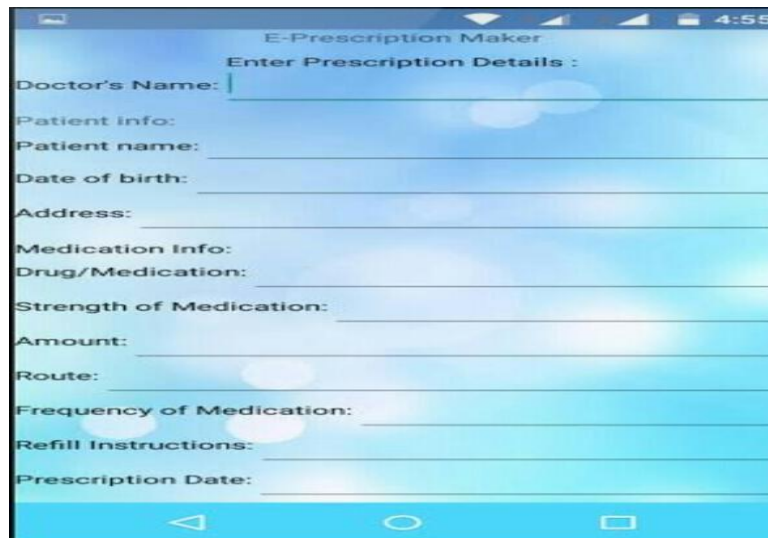 4:55
E-Prescription Maker
Enter Prescription Details :
Doctor's Name:
Patient info:
Patient name:
Date of birth:
Address:
Medication Info:
Drug/Medication:
Strength of Medication:
Amount:
Route:
Frequency of Medication:
Refill Instructions:
Prescription Date: